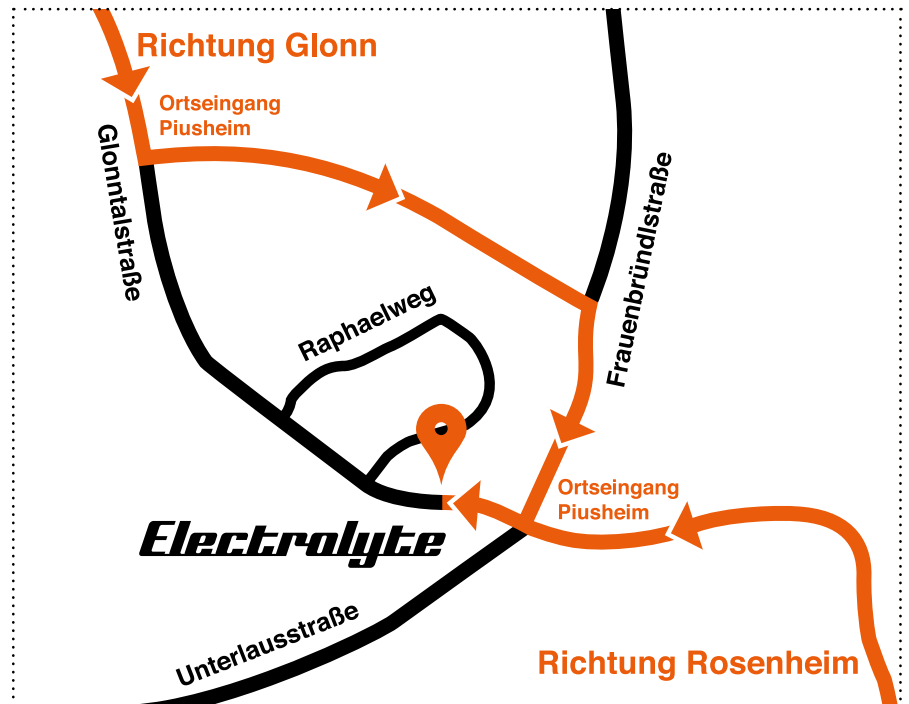 Richtung Glonn
Ortseingang
Piusheim
Glonntalstraße
Frauenbründlstraße
Raphaelweg
Ortseingang
Piusheim
Electrolyte
Unterlausstraße
Richtung Rosenheim